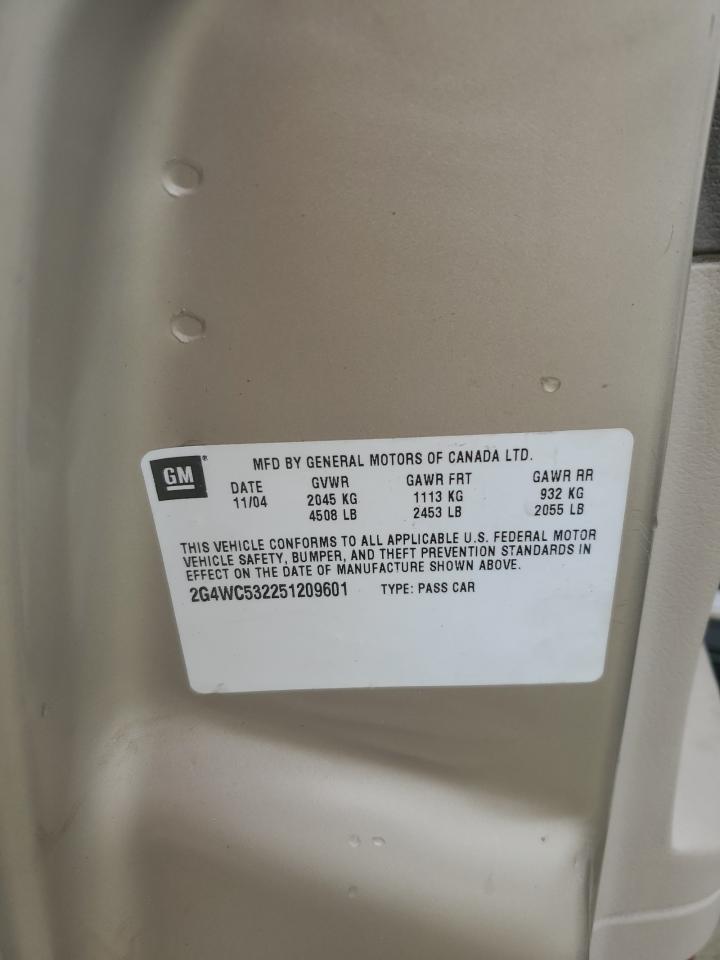 GM®
MFD BY GENERAL MOTORS OF CANADA LTD.
DATE GVWR GAWR FRT GAWR RR
11/04 2045 KG 1113 KG 932 KG
4508 LB 2453 LB 2055 LB
THIS VEHICLE CONFORMS TO ALL APPLICABLE U.S. FEDERAL MOTOR
VEHICLE SAFETY, BUMPER, AND THEFT PREVENTION STANDARDS IN
EFFECT ON THE DATE OF MANUFACTURE SHOWN ABOVE.
2G4WC532251209601 TYPE: PASS CAR